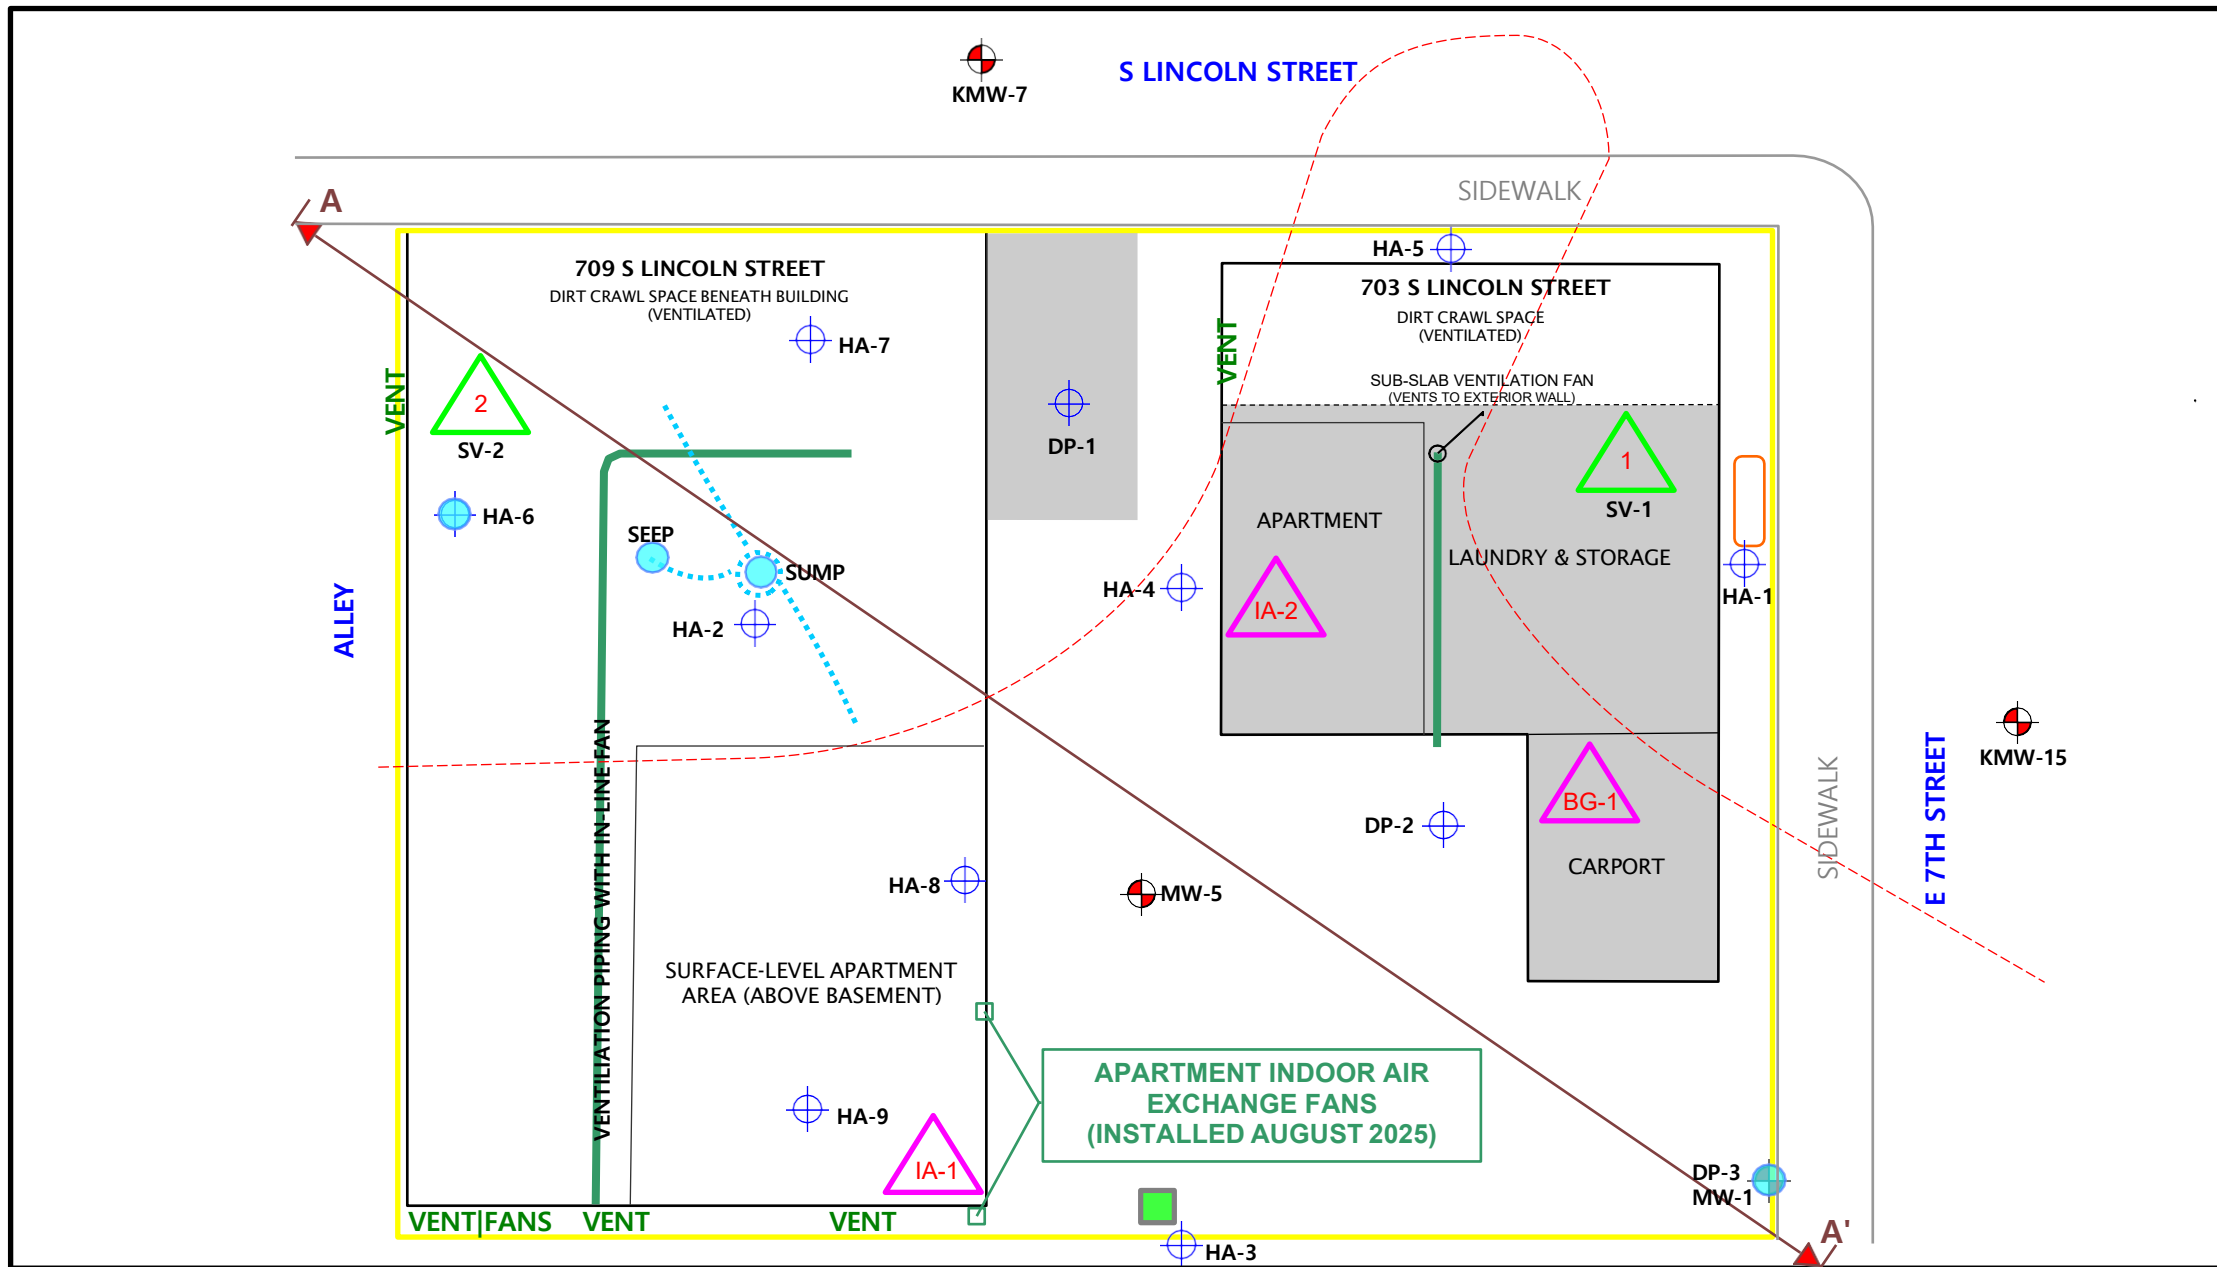 S LINCOLN STREET
KMW-7
SIDEWALK
A
HA-5
709 S LINCOLN STREET
DIRT CRAWL SPACE BENEATH BUILDING
(VENTILATED)
703 S LINCOLN STREET
DIRT CRAWL SPACE
(VENTILATED)
HA-7
VENT
VENT
SUB-SLAB VENTILATION FAN
(VENTS TO EXTERIOR WALL)
2
SV-2
DP-1
1
SV-1
HA-6
APARTMENT
SEEP
SUMP
LAUNDRY & STORAGE
HA-4
IA-2
HA-1
HA-2
ALLEY
KMW-15
VENTILIATION PIPING WITH IN-LINE FAN
BG-1
DP-2
SIDEWALK
E 7TH STREET
CARPORT
HA-8
MW-5
SURFACE-LEVEL APARTMENT
AREA (ABOVE BASEMENT)
APARTMENT INDOOR AIR
EXCHANGE FANS
(INSTALLED AUGUST 2025)
HA-9
IA-1
DP-3
MW-1
VENT|FANS
VENT
VENT
HA-3
A'